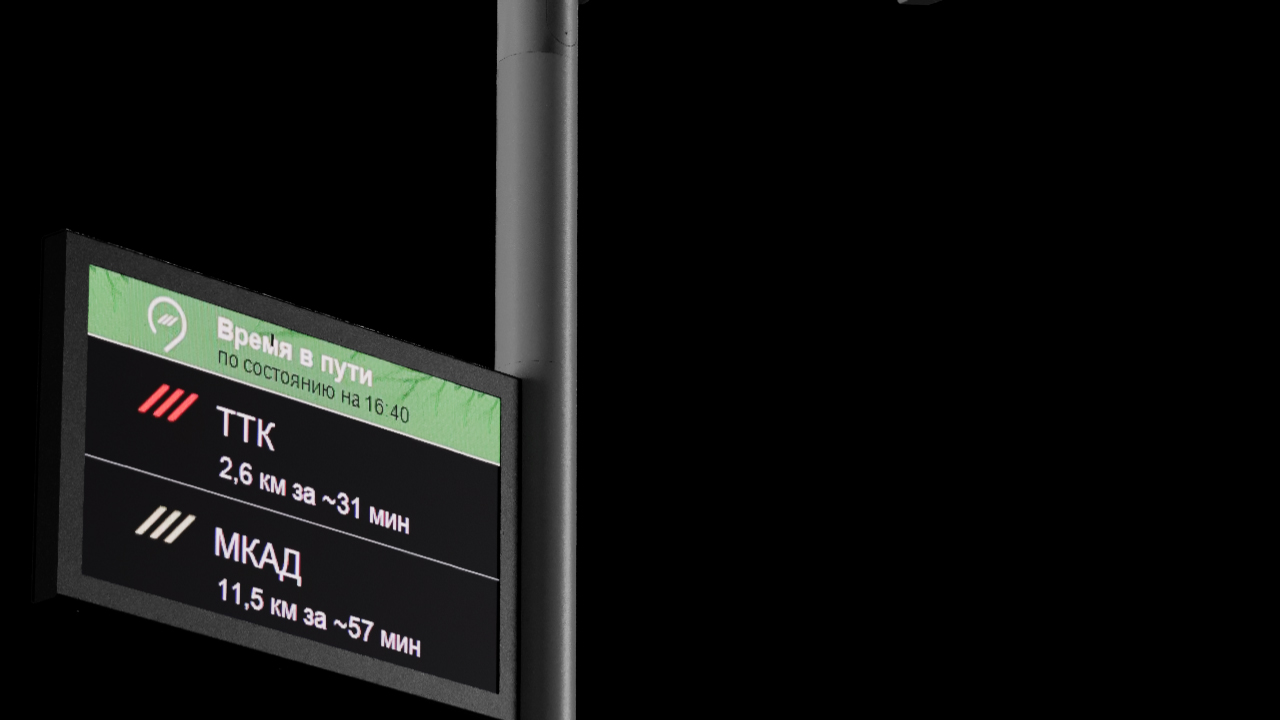 Время в пути
по состоянию на 16:40
ТТК
2,6 км за ~31 мин
МКАД
11,5 км за ~57 мин